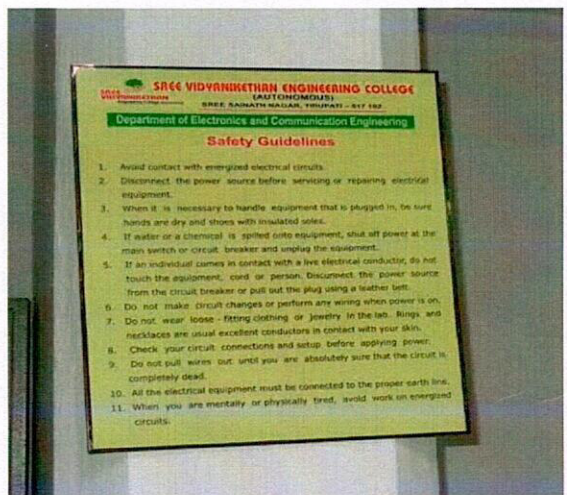 SREE VIDYANIKETHAN ENGINEERING COLLEGE
(AUTONOMOUS)
SREE SAINATH NAGAR, TIRUPATI – 517 102
SREE
VIDYANIKETHAN
Department of Electronics and Communication Engineering
Safety Guidelines
1. Avoid contact with energized electrical circuits.
2. Disconnect the power source before servicing or repairing electrical
equipment.
3. When it is necessary to handle equipment that is plugged in, be sure
hands are dry and shoes with insulated soles.
4. If water or a chemical is spilled onto equipment, shut off power at the
main switch or circuit breaker and unplug the equipment.
5. If an individual comes in contact with a live electrical conductor, do not
touch the equipment, cord or person. Disconnect the power source
from the circuit breaker or pull out the plug using a leather belt.
6. Do not make circuit changes or perform any wiring when power is on.
7. Do not wear loose - fitting clothing or jewelry in the lab. Rings and
necklaces are usual excellent conductors in contact with your skin.
8. Check your circuit connections and setup before applying power.
9. Do not pull wires out until you are absolutely sure that the circuit is
completely dead.
10. All the electrical equipment must be connected to the proper earth line.
11. When you are mentally or physically tired, avoid work on energized
circuits.